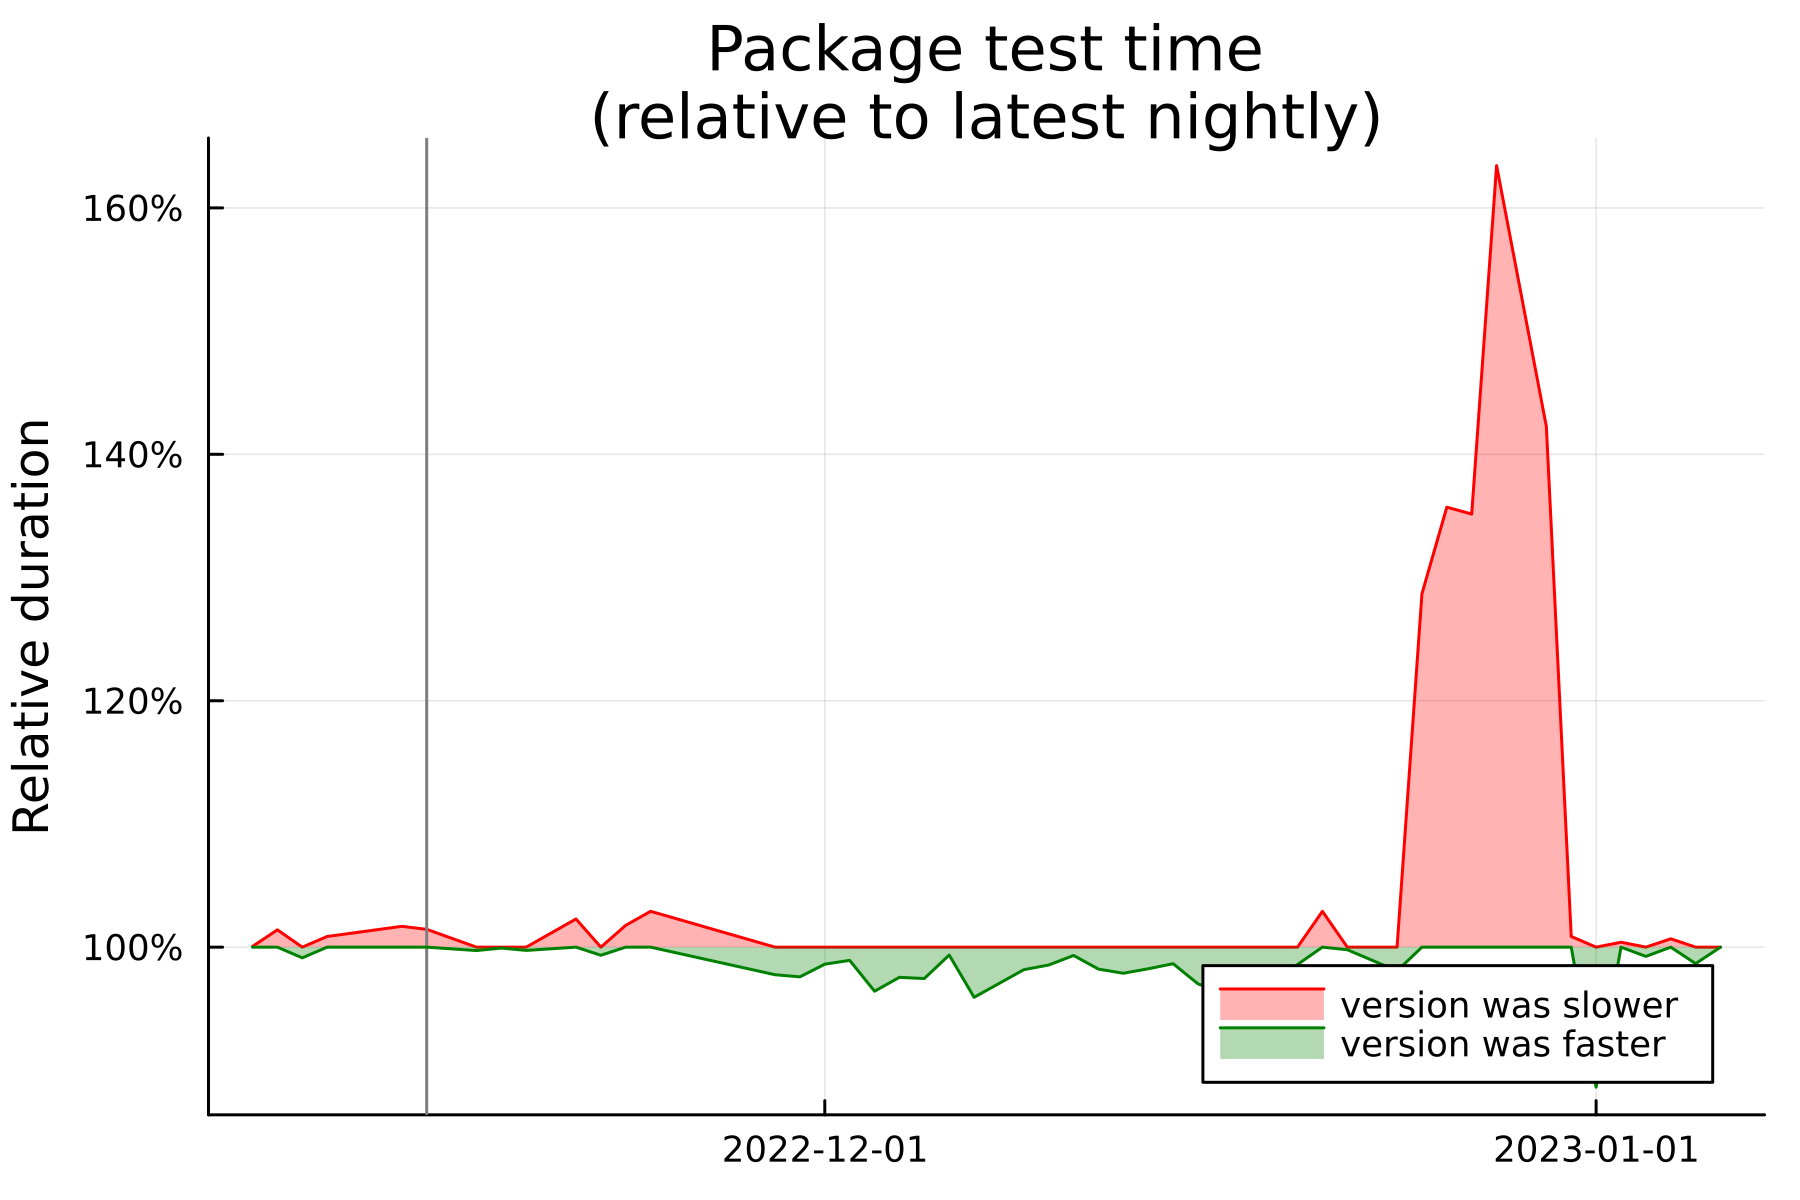 Package test time
(relative to latest nightly)
160%
140%
120%
100%
Relative duration
version was slower
version was faster
2022-12-01
2023-01-01